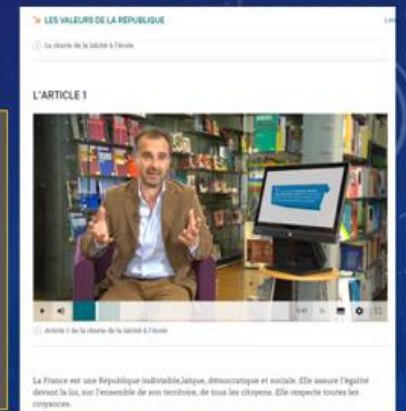 LES VALEURS DE LA RÉPUBLIQUE
La charte de la laïcité à l'école
L'ARTICLE 1
Article 1 de la charte de la laïcité à l'école
La France est une République indivisible, laïque, démocratique et sociale. Elle assure l'égalité
devant la loi, sur l'ensemble de son territoire, de tous les citoyens. Elle respecte toutes les
croyances.